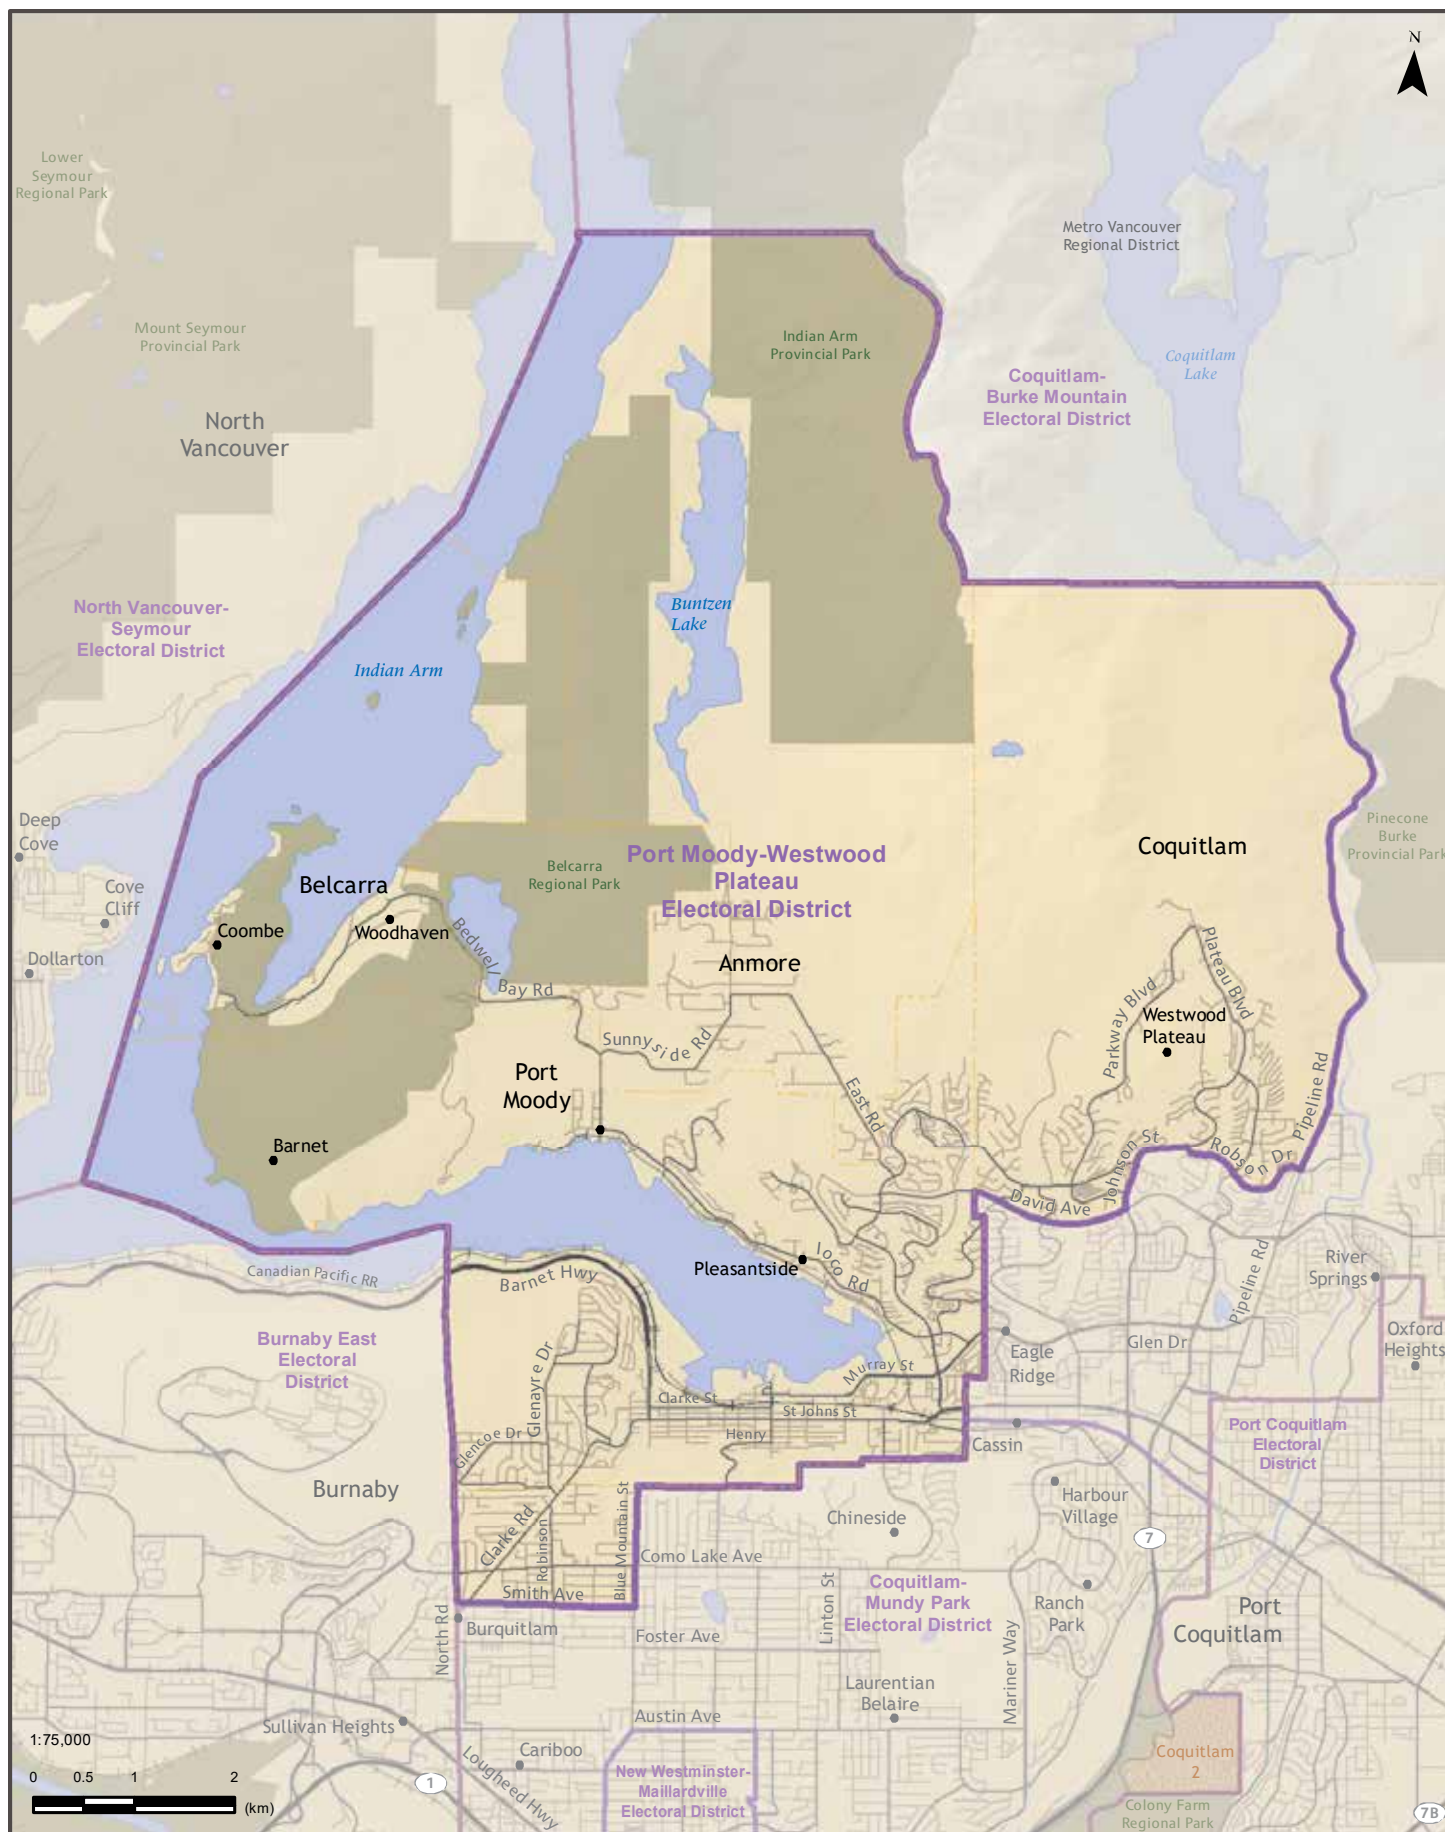 N
Lower
Seymour
Regional Park
Metro Vancouver
Regional District
Mount Seymour
Provincial Park
Indian Arm
Provincial Park
Coquitlam
Lake
Coquitlam-
Burke Mountain
Electoral District
North
Vancouver
North Vancouver-
Seymour
Electoral District
Buntzen
Lake
Indian Arm
Deep
Cove
Cove
Cliff
Dollarton
Belcarra
Coombe
Woodhaven
Belcarra
Regional Park
Port Moody-Westwood
Plateau
Electoral District
Coquitlam
Pinecone
Burke
Provincial Park
Anmore
Bedwell
Bay Rd
Sunnyside Rd
East Rd
Parkway Blvd
Plateau Blvd
Westwood
Plateau
Pipeline Rd
Port
Moody
Barnet
Johnson St
Robson Dr
David Ave
Ioco Rd
Pleasantside
Canadian Pacific RR
Barnet Hwy
River
Springs
Pipeline Rd
Burnaby East
Electoral
District
Glenayre Dr
Murray St
Eagle
Ridge
Glen Dr
Oxford
Heights
Clarke St
St Johns St
Henry
Glencoe Dr
Cassin
Port Coquitlam
Electoral
District
Burnaby
Clarke Rd
Robinson
Blue Mountain St
Chineside
Harbour
Village
7
Como Lake Ave
Smith Ave
Coquitlam-
Mundy Park
Electoral District
Ranch
Park
Port
Coquitlam
North Rd
Burquitlam
Foster Ave
Linton St
Mariner Way
Laurentian
Belaire
Sullivan Heights
Austin Ave
Cariboo
Lougheed Hwy
1
New Westminster-
Maillardville
Electoral District
Coquitlam
2
Colony Farm
Regional Park
7B
1:75,000
0 0.5 1 2
(km)